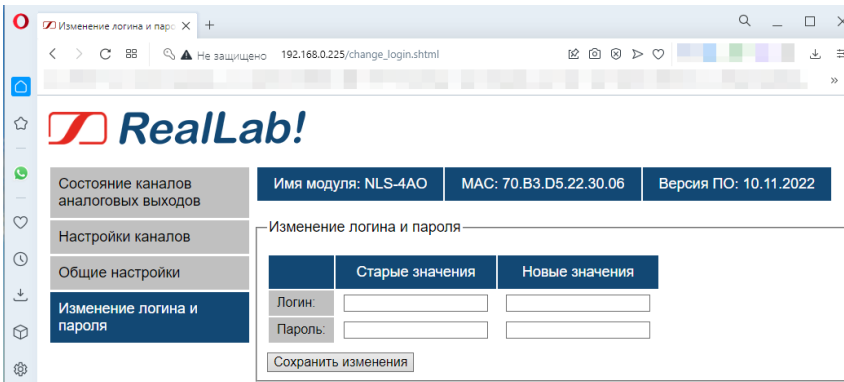 Изменение логина и паро
Не защищено 192.168.0.225/change_login.shtml
RealLab!
Состояние каналов
аналоговых выходов
Настройки каналов
Общие настройки
Изменение логина и
пароля
Имя модуля: NLS-4AO MAC: 70.B3.D5.22.30.06 Версия ПО: 10.11.2022
Изменение логина и пароля
Старые значения Новые значения
Логин:
Пароль:
Сохранить изменения